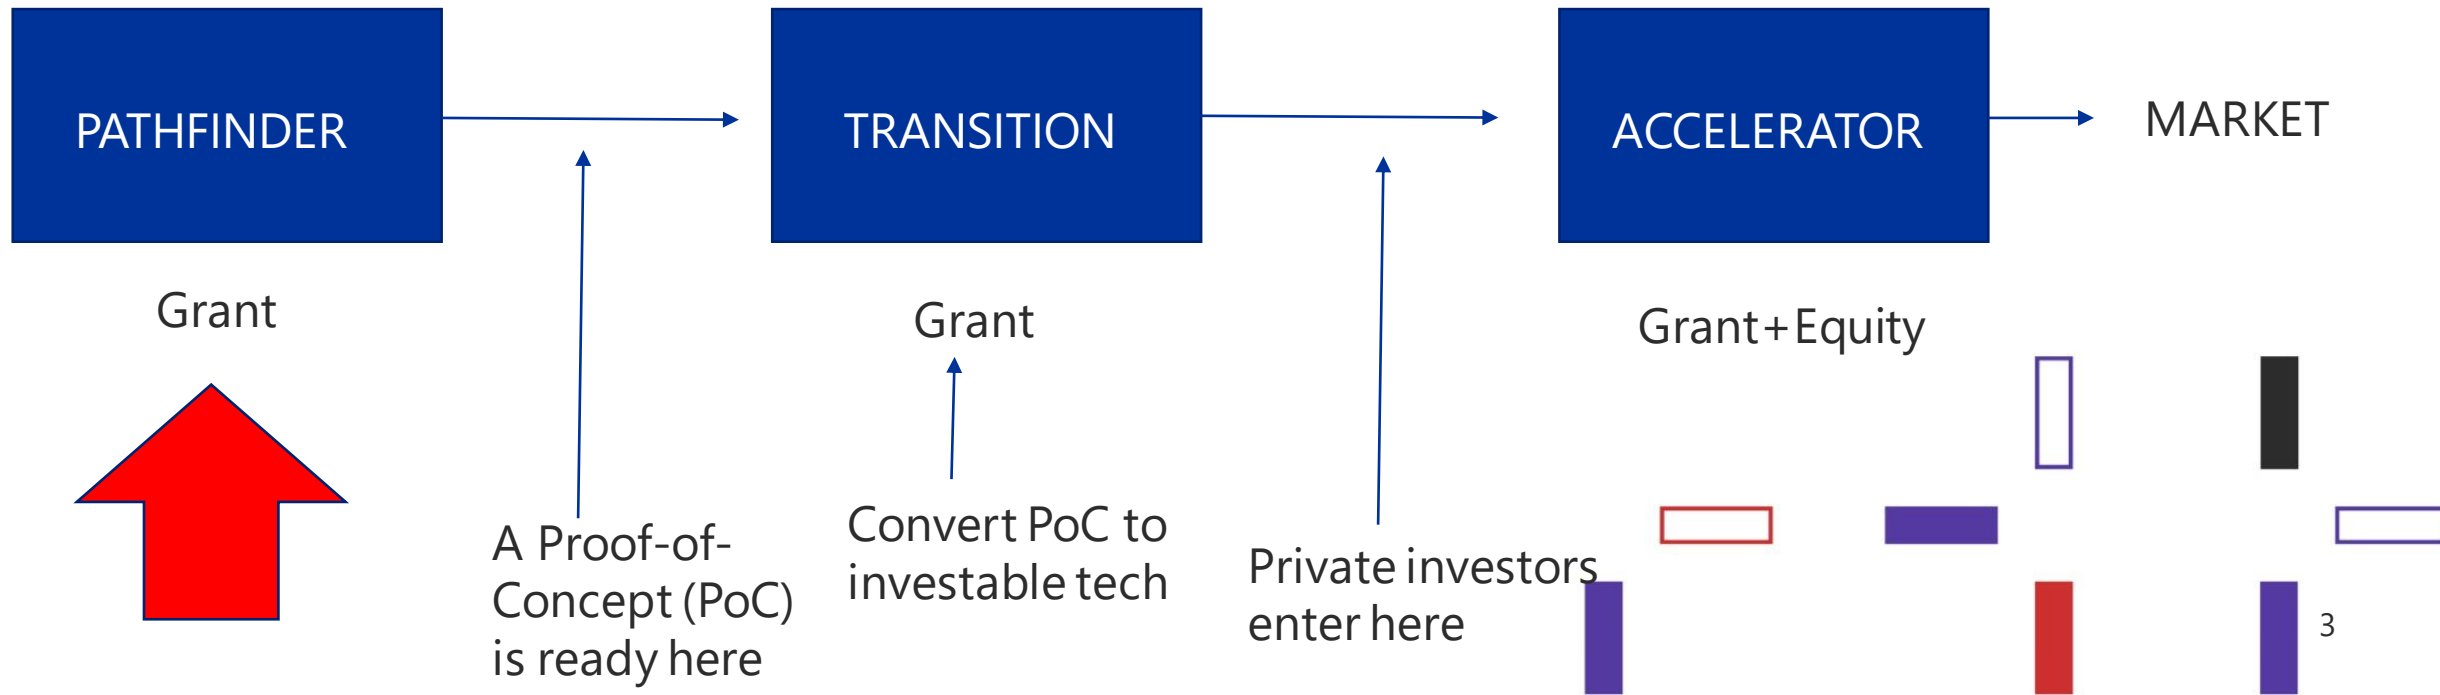 PATHFINDER
TRANSITION
ACCELERATOR
MARKET
Grant
Grant
Grant+Equity
A Proof-of-
Concept (PoC)
is ready here
Convert PoC to
investable tech
Private investors
enter here
3